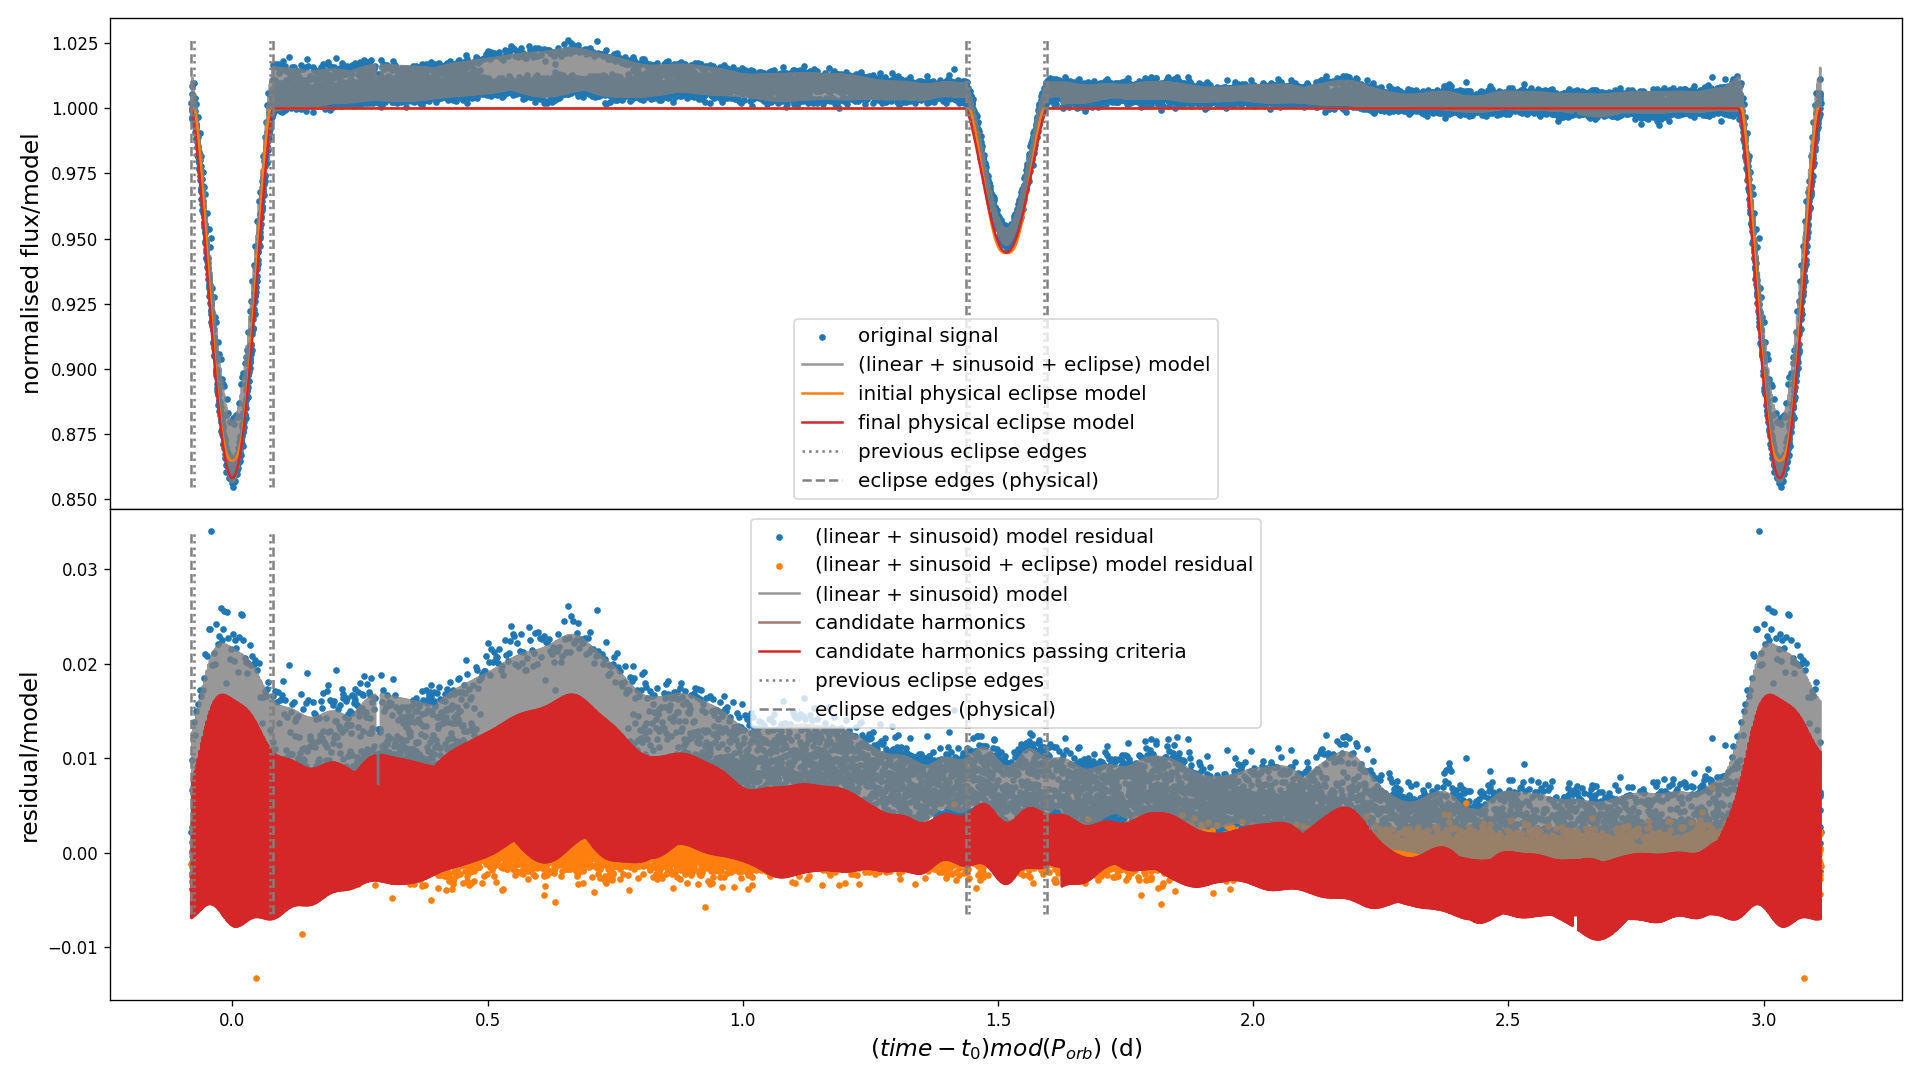 1.025
1.000
0.975
0.950
0.925
0.900
0.875
0.850
normalised flux/model
original signal
(linear + sinusoid + eclipse) model
initial physical eclipse model
final physical eclipse model
previous eclipse edges
eclipse edges (physical)
0.03
0.02
0.01
0.00
−0.01
residual/model
(linear + sinusoid) model residual
(linear + sinusoid + eclipse) model residual
(linear + sinusoid) model
candidate harmonics
candidate harmonics passing criteria
previous eclipse edges
eclipse edges (physical)
0.0 0.5 1.0 1.5 2.0 2.5 3.0
(time − t₀)mod(P_orb) (d)